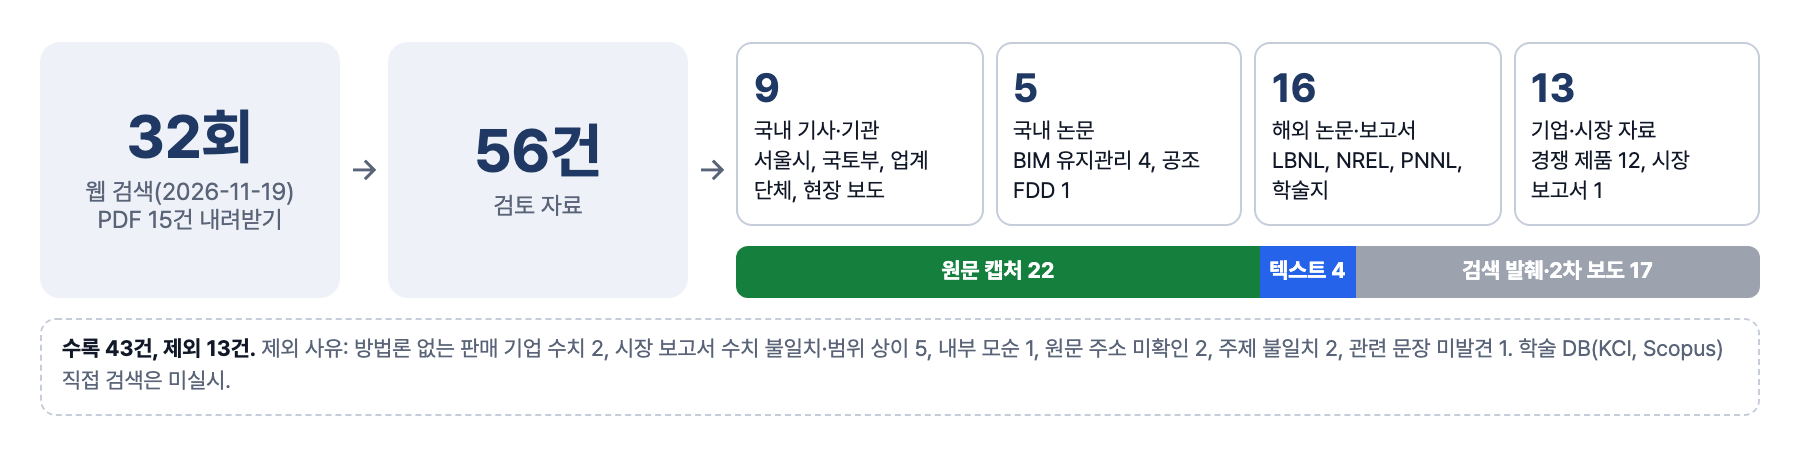 32회
웹 검색(2026-11-19)
PDF 15건 내려받기
→
56건
검토 자료
→
9
국내 기사·기관
서울시, 국토부, 업계
단체, 현장 보도
5
국내 논문
BIM 유지관리 4, 공조
FDD 1
16
해외 논문·보고서
LBNL, NREL, PNNL,
학술지
13
기업·시장 자료
경쟁 제품 12, 시장
보고서 1
원문 캡처 22
텍스트 4
검색 발췌·2차 보도 17
수록 43건, 제외 13건. 제외 사유: 방법론 없는 판매 기업 수치 2, 시장 보고서 수치 불일치·범위 상이 5, 내부 모순 1, 원문 주소 미확인 2, 주제 불일치 2, 관련 문장 미발견 1. 학술 DB(KCI, Scopus)
직접 검색은 미실시.